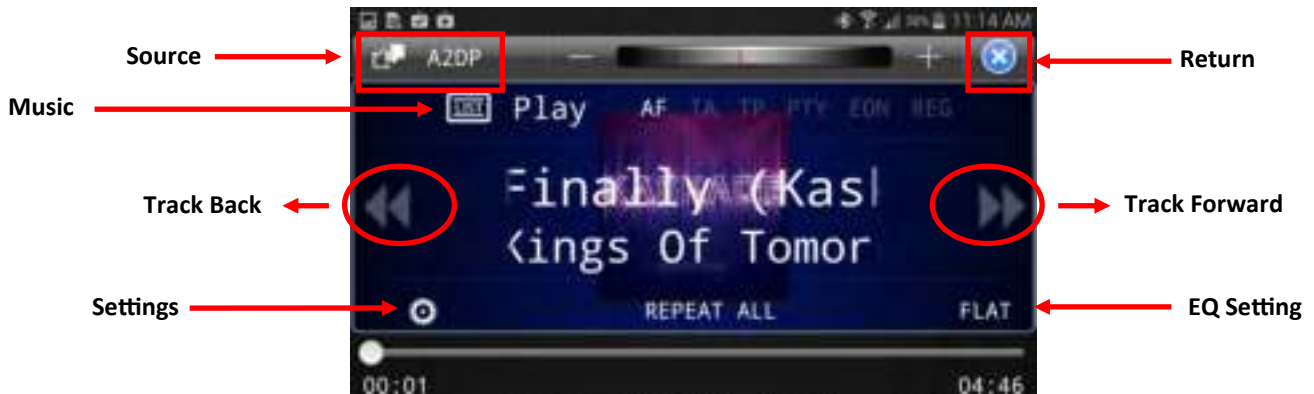 11:14 AM
Source
A2DP
Return
Music
LIST Play AF TA TP PTY EON REG
Track Back
Finally (Kas
Track Forward
Kings Of Tomor
Settings
REPEAT ALL
FLAT
EQ Setting
00:01
04:46